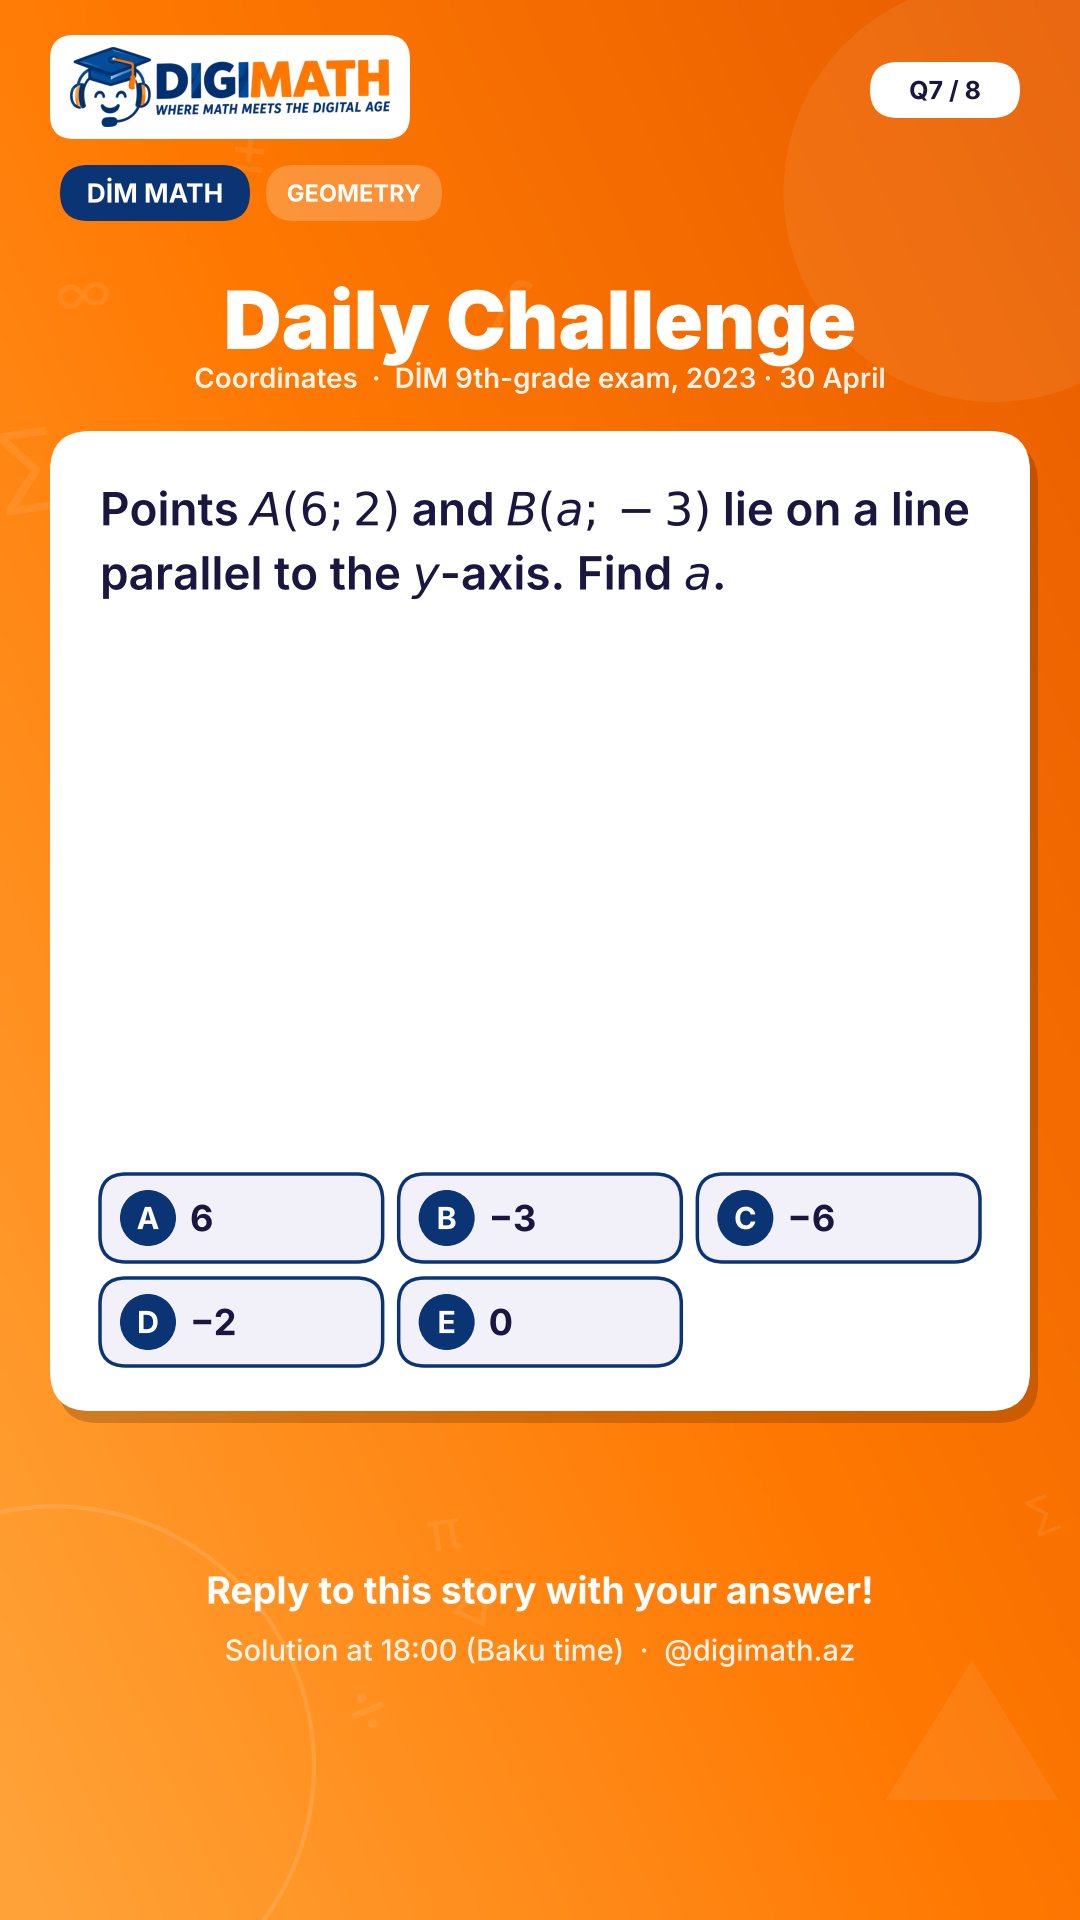 DIGIMATH
WHERE MATH MEETS THE DIGITAL AGE
Q7 / 8
DİM MATH
GEOMETRY
±
∞
Daily Challenge
Coordinates · DİM 9th-grade exam, 2023 · 30 April
∑
Points A(6; 2) and B(a; −3) lie on a line
parallel to the y-axis. Find a.
A 6
B −3
C −6
D −2
E 0
∑
π
Reply to this story with your answer!
Solution at 18:00 (Baku time) · @digimath.az
÷